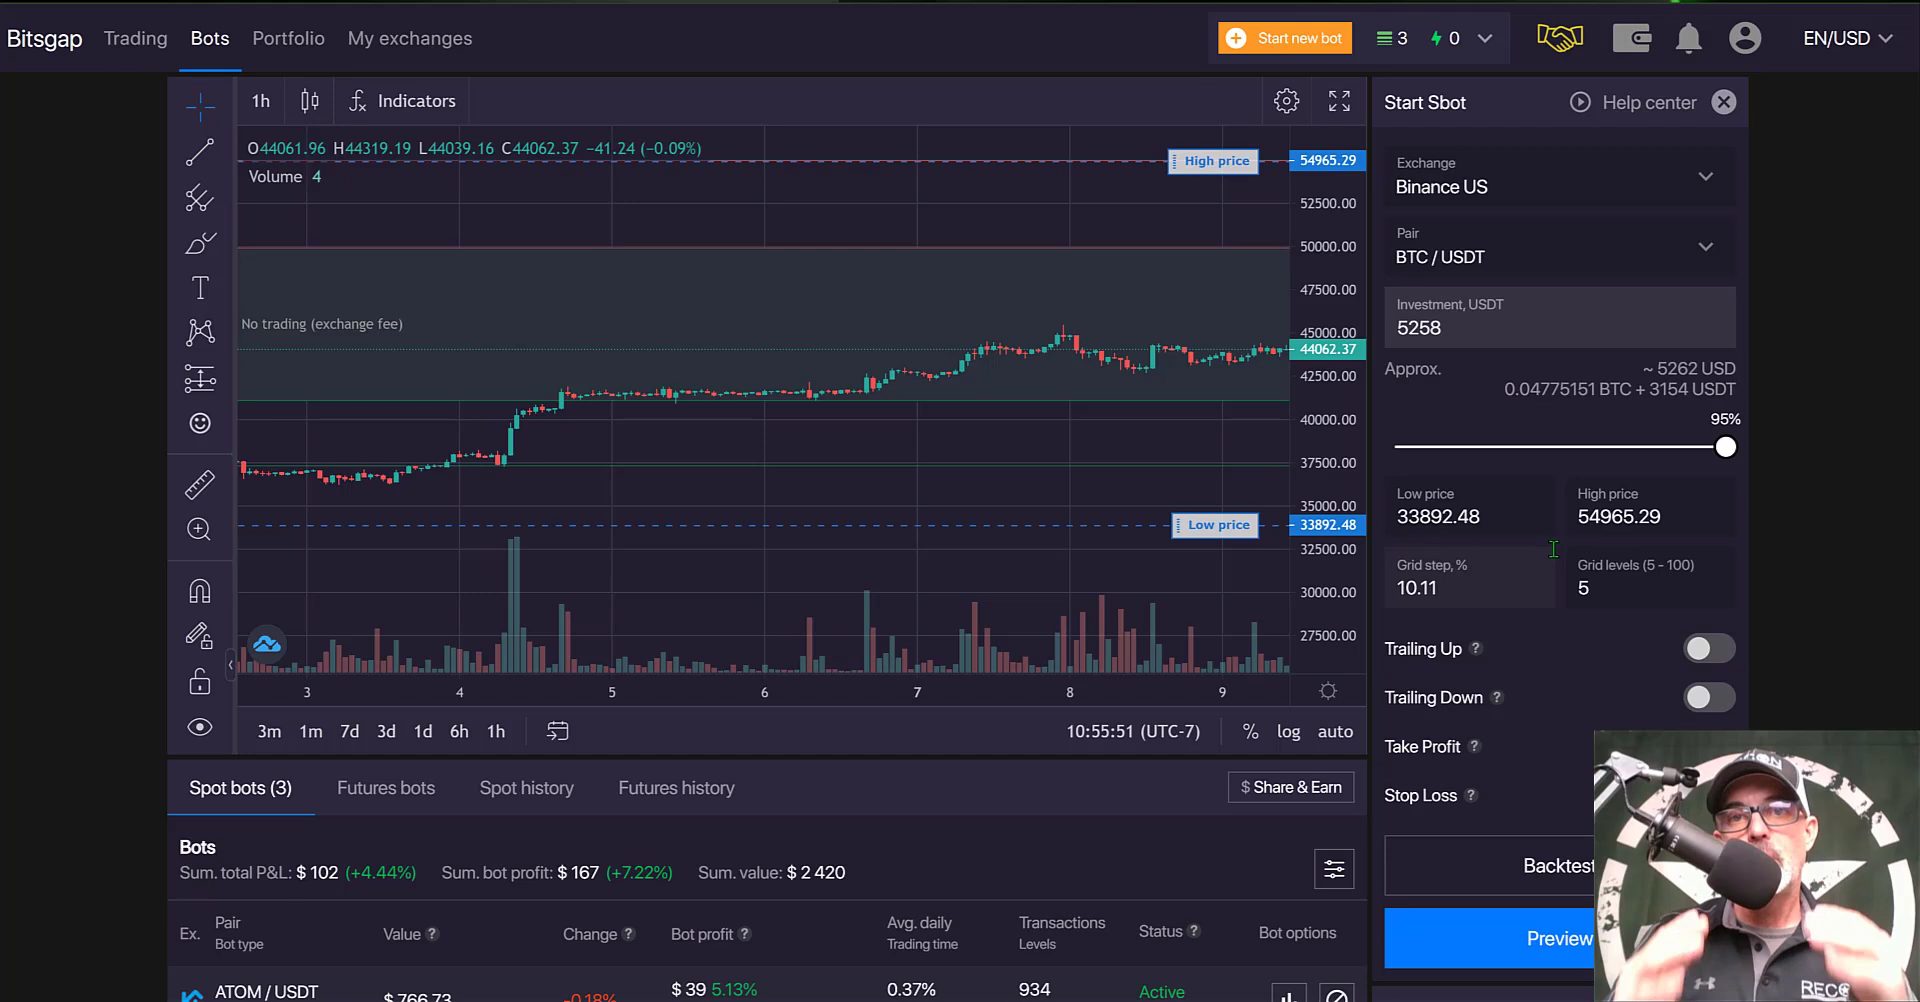 Bitsgap Trading Bots Portfolio My exchanges Start new bot 3 0 EN/USD
1h Indicators
O44061.96 H44319.19 L44039.16 C44062.37 −41.24 (−0.09%)
Volume 4
High price 54965.29
52500.00
50000.00
47500.00
No trading (exchange fee)
45000.00
44062.37
42500.00
40000.00
37500.00
35000.00
Low price 33892.48
32500.00
30000.00
27500.00
3 4 5 6 7 8 9
3m 1m 7d 3d 1d 6h 1h 10:55:51 (UTC-7) % log auto
Start Sbot Help center
Exchange
Binance US
Pair
BTC / USDT
Investment, USDT
5258
Approx. ~ 5262 USD
0.04775151 BTC + 3154 USDT
95%
Low price High price
33892.48 54965.29
Grid step, % Grid levels (5 - 100)
10.11 5
Trailing Up ?
Trailing Down ?
Take Profit ?
Stop Loss ?
Backtest
Preview
Spot bots (3) Futures bots Spot history Futures history $ Share & Earn
Bots
Sum. total P&L: $ 102 (+4.44%) Sum. bot profit: $ 167 (+7.22%) Sum. value: $ 2 420
Ex. Pair Value ? Change ? Bot profit ? Avg. daily Transactions Status ? Bot options
Bot type Trading time Levels
ATOM / USDT $ 766.73 -0.18% $ 39 5.13% 0.37% 934 Active